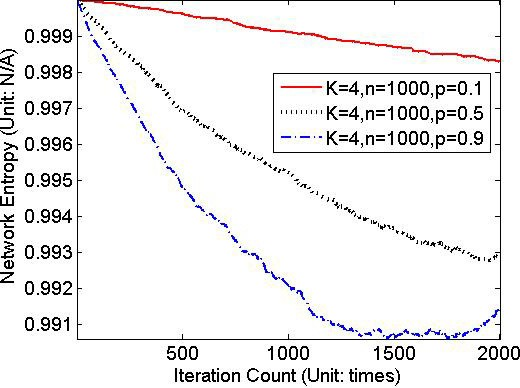 0.999
0.998
0.997
0.996
0.995
0.994
0.993
0.992
0.991
Network Entropy (Unit: N/A)
K=4,n=1000,p=0.1
K=4,n=1000,p=0.5
K=4,n=1000,p=0.9
500 1000 1500 2000
Iteration Count (Unit: times)